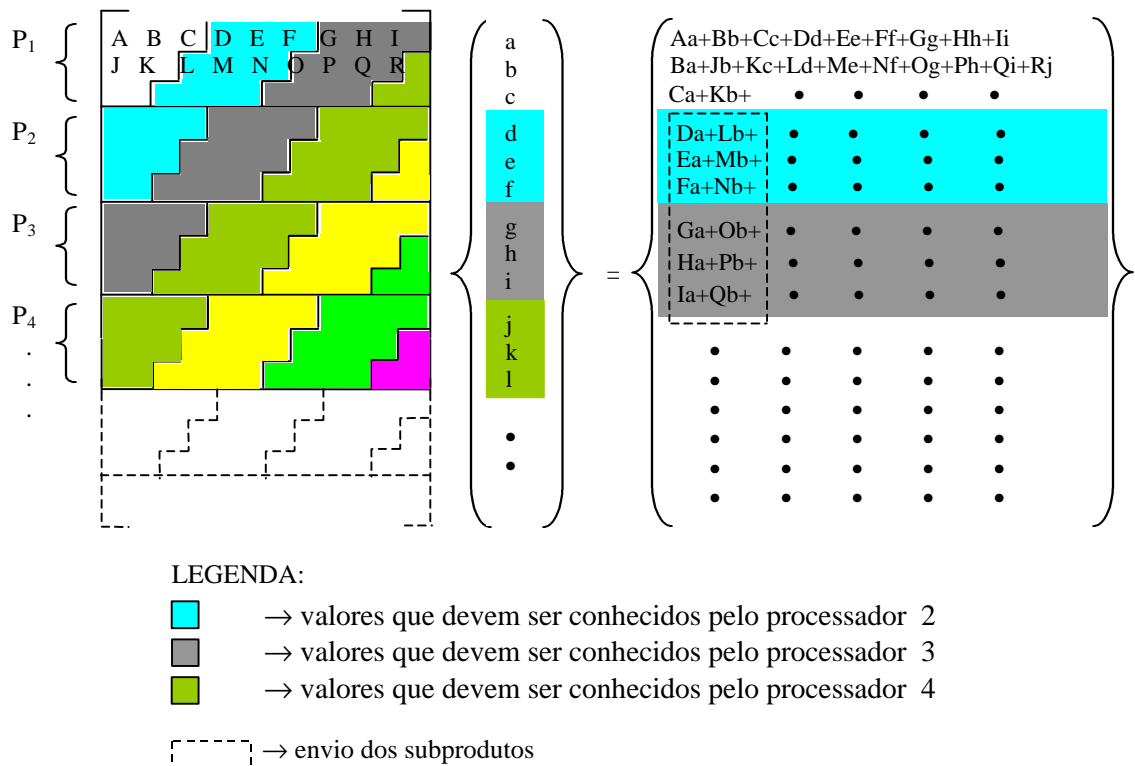 P1
A B C D E F G H I
J K L M N O P Q R
P2
P3
P4
.
.
.
a
b
c
d
e
f
g
h
i
j
k
l
•
•
=
Aa+Bb+Cc+Dd+Ee+Ff+Gg+Hh+Ii
Ba+Jb+Kc+Ld+Me+Nf+Og+Ph+Qi+Rj
Ca+Kb+ • • • •
Da+Lb+ • • • •
Ea+Mb+ • • • •
Fa+Nb+ • • • •
Ga+Ob+ • • • •
Ha+Pb+ • • • •
Ia+Qb+ • • • •
• • • • •
• • • • •
• • • • •
• • • • •
• • • • •
• • • • •
LEGENDA:
→ valores que devem ser conhecidos pelo processador 2
→ valores que devem ser conhecidos pelo processador 3
→ valores que devem ser conhecidos pelo processador 4
→ envio dos subprodutos